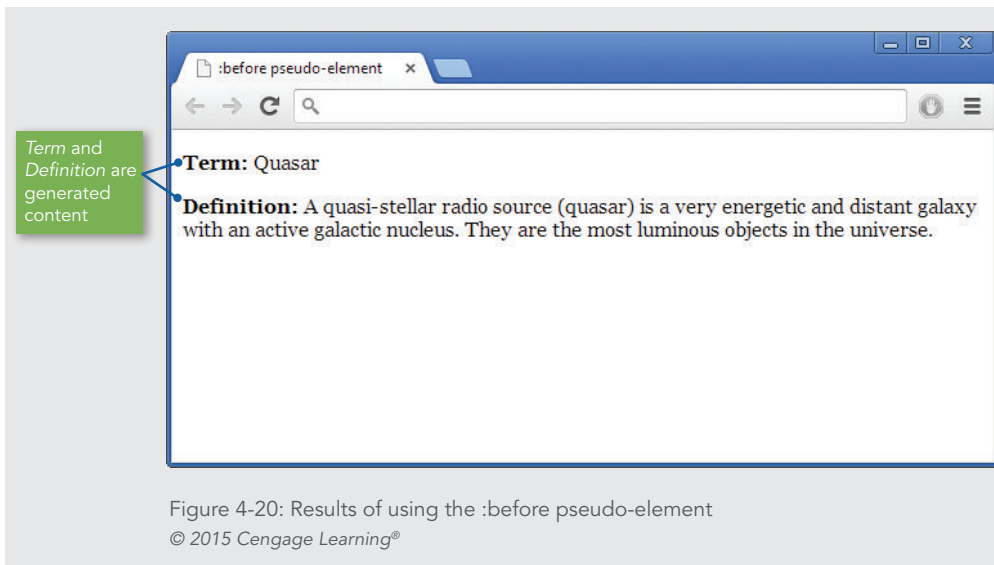 :before pseudo-element
Term and
Definition are
generated
content
Term: Quasar
Definition: A quasi-stellar radio source (quasar) is a very energetic and distant galaxy
with an active galactic nucleus. They are the most luminous objects in the universe.
Figure 4-20: Results of using the :before pseudo-element
© 2015 Cengage Learning®